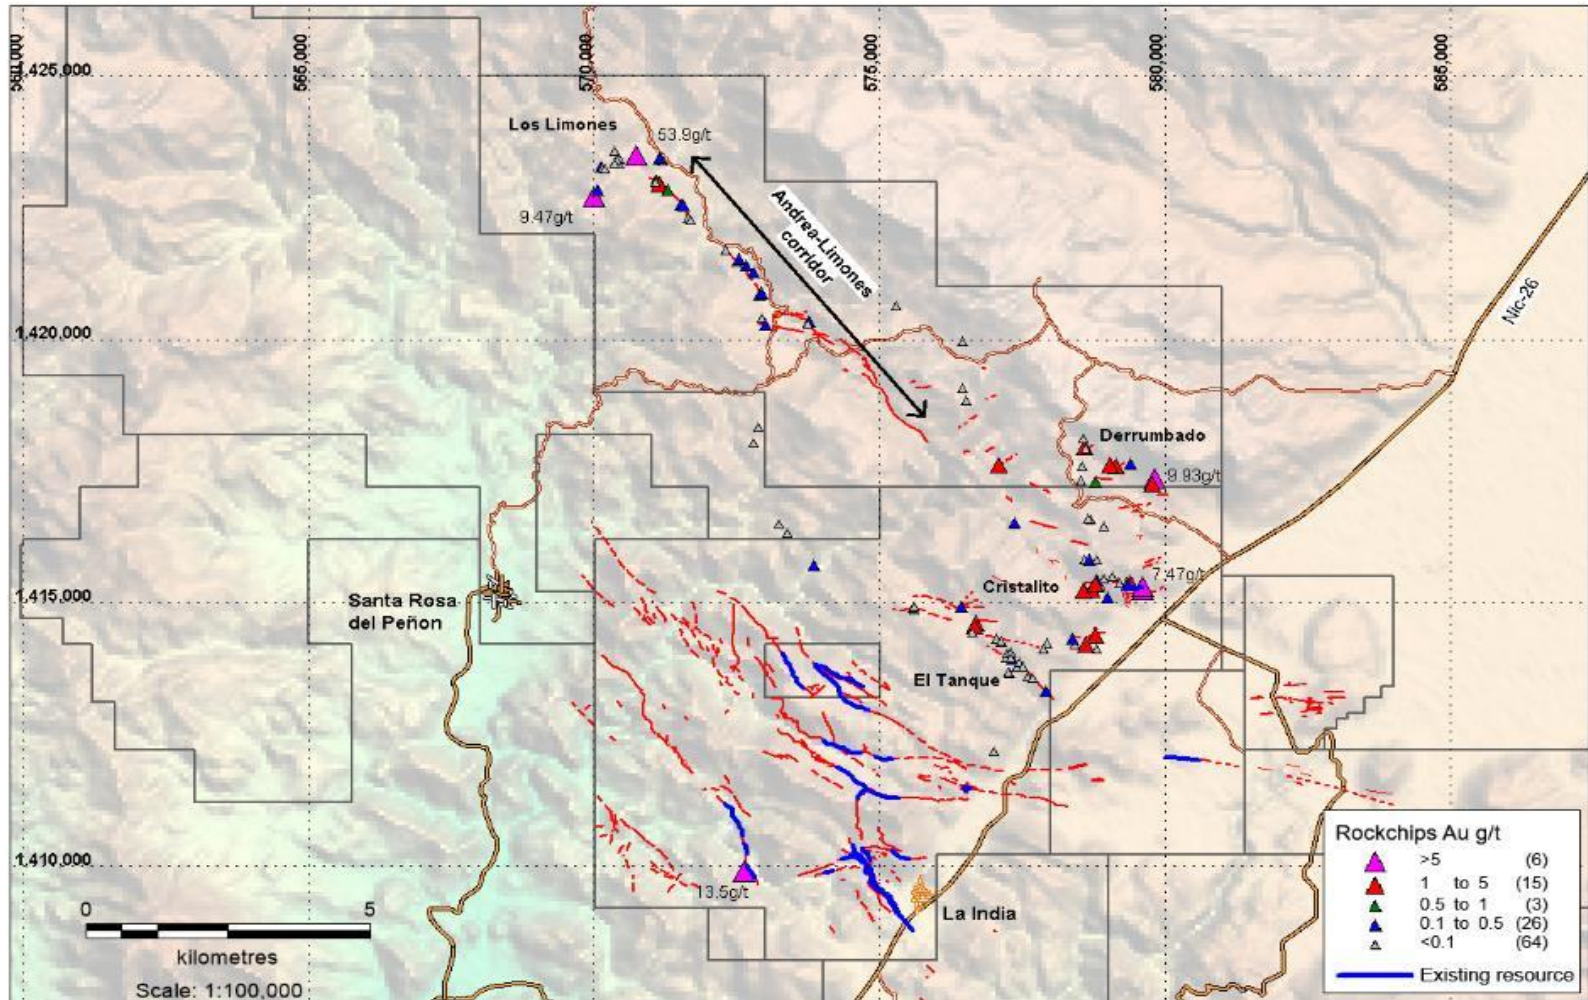 560,000
565,000
570,000
575,000
580,000
585,000
1,425,000
Los Limones
53.9g/t
9.47g/t
Andrea-Limones
corridor
Nic-26
1,420,000
Derrumbado
9.93g/t
1,415,000
Santa Rosa
del Peñon
Cristalito
7.47g/t
El Tanque
1,410,000
13.5g/t
La India
0 5
kilometres
Scale: 1:100,000
Rockchips Au g/t
>5 (6)
1 to 5 (15)
0.5 to 1 (3)
0.1 to 0.5 (26)
<0.1 (64)
Existing resource